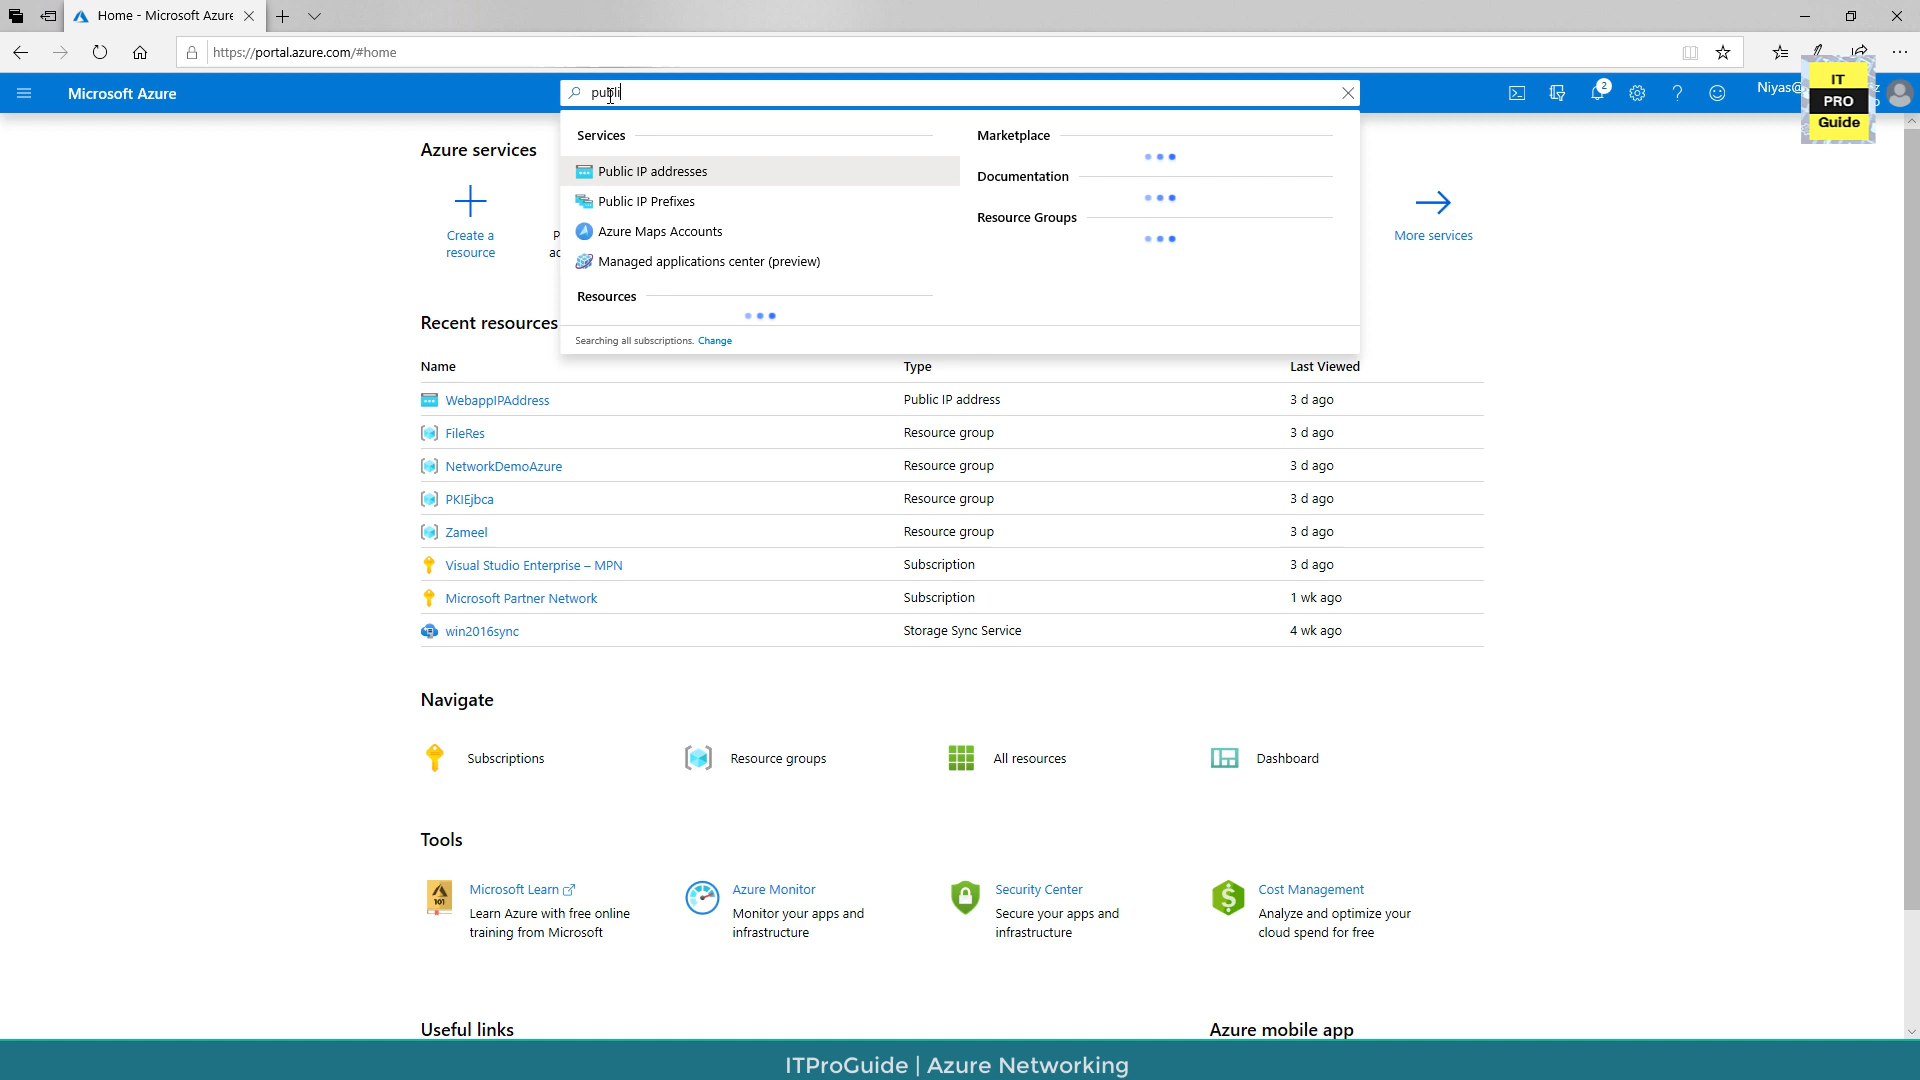 Home - Microsoft Azure
https://portal.azure.com/#home
Microsoft Azure
publi
2
Niyas@
IT
PRO
Guide
Services
Public IP addresses
Public IP Prefixes
Azure Maps Accounts
Managed applications center (preview)
Resources
Marketplace
Documentation
Resource Groups
Searching all subscriptions. Change
Azure services
Create a
resource
More services
Recent resources
Name Type Last Viewed
WebappIPAddress Public IP address 3 d ago
FileRes Resource group 3 d ago
NetworkDemoAzure Resource group 3 d ago
PKIEjbca Resource group 3 d ago
Zameel Resource group 3 d ago
Visual Studio Enterprise – MPN Subscription 3 d ago
Microsoft Partner Network Subscription 1 wk ago
win2016sync Storage Sync Service 4 wk ago
Navigate
Subscriptions Resource groups All resources Dashboard
Tools
101
Microsoft Learn
Learn Azure with free online
training from Microsoft
Azure Monitor
Monitor your apps and
infrastructure
Security Center
Secure your apps and
infrastructure
Cost Management
Analyze and optimize your
cloud spend for free
Useful links Azure mobile app
ITProGuide | Azure Networking